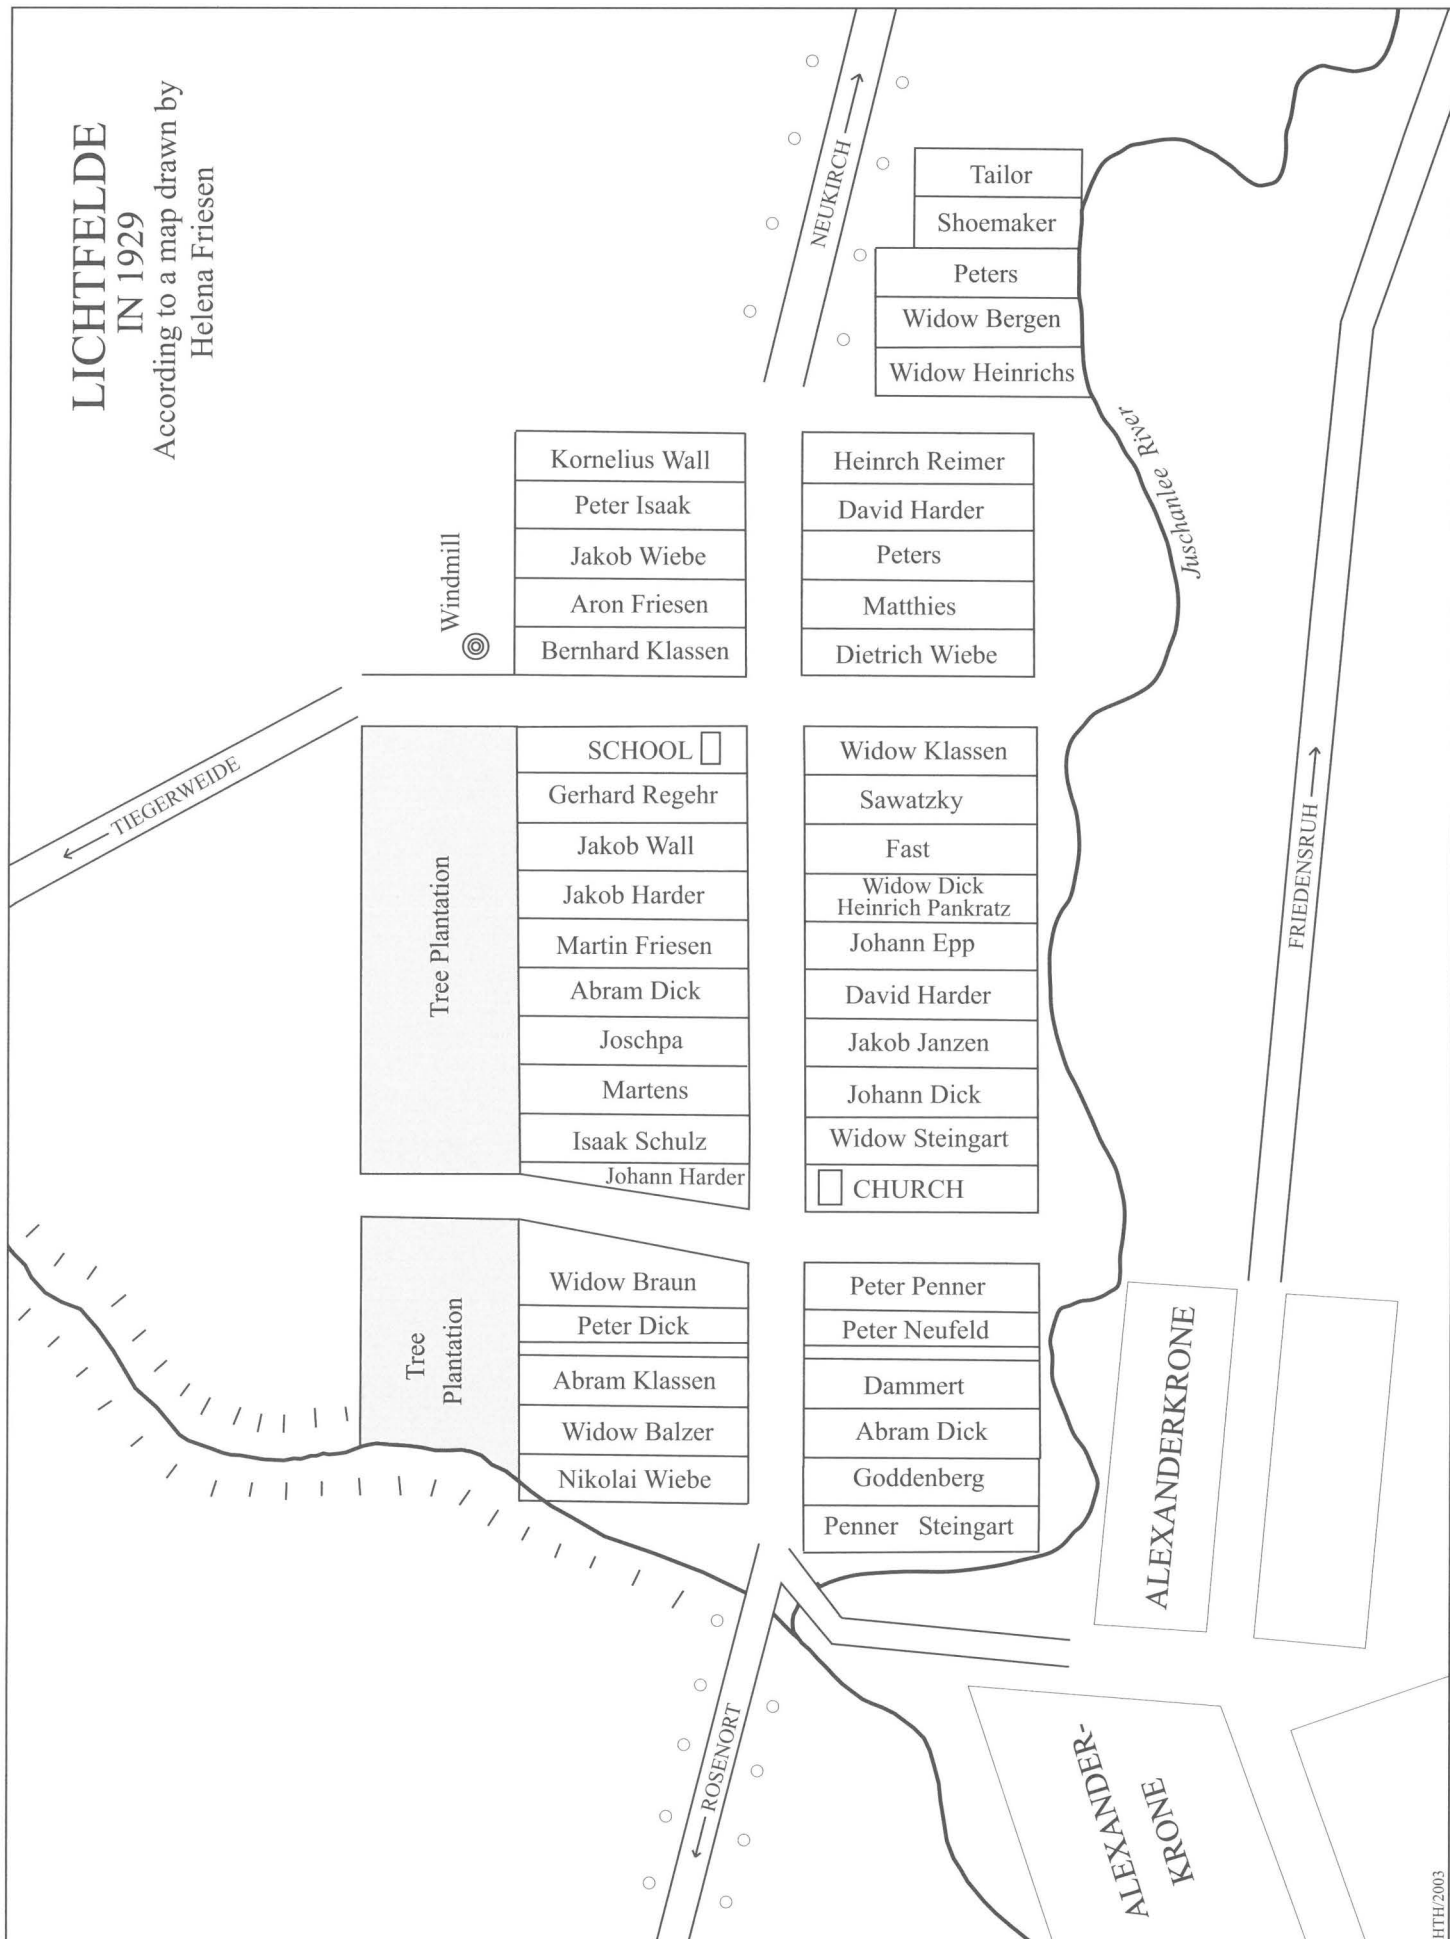 LICHTFELDE
IN 1929
According to a map drawn by
Helena Friesen
NEUKIRCH
Tailor
Shoemaker
Peters
Widow Bergen
Widow Heinrichs
Juschanlee River
Windmill
Kornelius Wall
Peter Isaak
Jakob Wiebe
Aron Friesen
Bernhard Klassen
Heinrch Reimer
David Harder
Peters
Matthies
Dietrich Wiebe
TIEGERWEIDE
Tree Plantation
SCHOOL
Gerhard Regehr
Jakob Wall
Jakob Harder
Martin Friesen
Abram Dick
Joschpa
Martens
Isaak Schulz
Johann Harder
Widow Klassen
Sawatzky
Fast
Widow Dick
Heinrich Pankratz
Johann Epp
David Harder
Jakob Janzen
Johann Dick
Widow Steingart
CHURCH
FRIEDENSRUH
Tree
Plantation
Widow Braun
Peter Dick
Abram Klassen
Widow Balzer
Nikolai Wiebe
Peter Penner
Peter Neufeld
Dammert
Abram Dick
Goddenberg
Penner Steingart
ALEXANDERKRONE
ROSENORT
ALEXANDER-
KRONE
HTH/2003